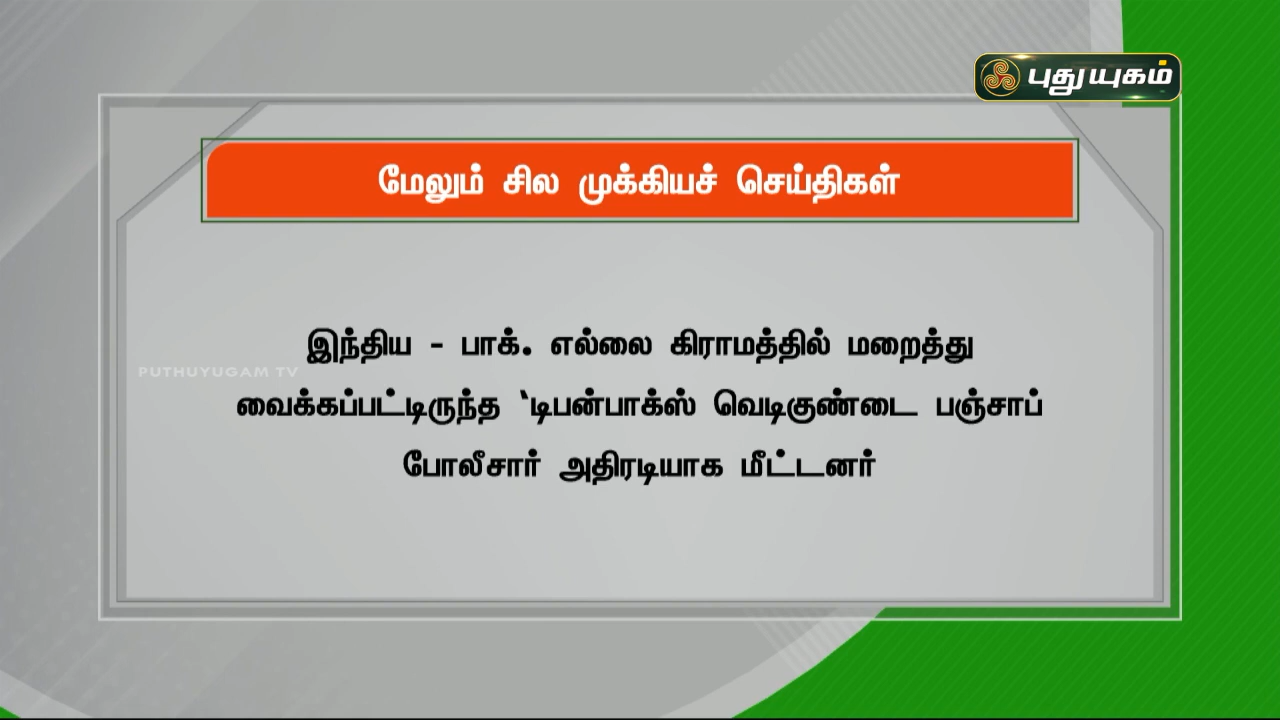 புதுயுகம்
மேலும் சில முக்கியச் செய்திகள்
இந்திய - பாக். எல்லை கிராமத்தில் மறைத்து
PUTHUYUGAM TV
வைக்கப்பட்டிருந்த ‛டிபன்பாக்ஸ் வெடிகுண்டை பஞ்சாப்
போலீசார் அதிரடியாக மீட்டனர்